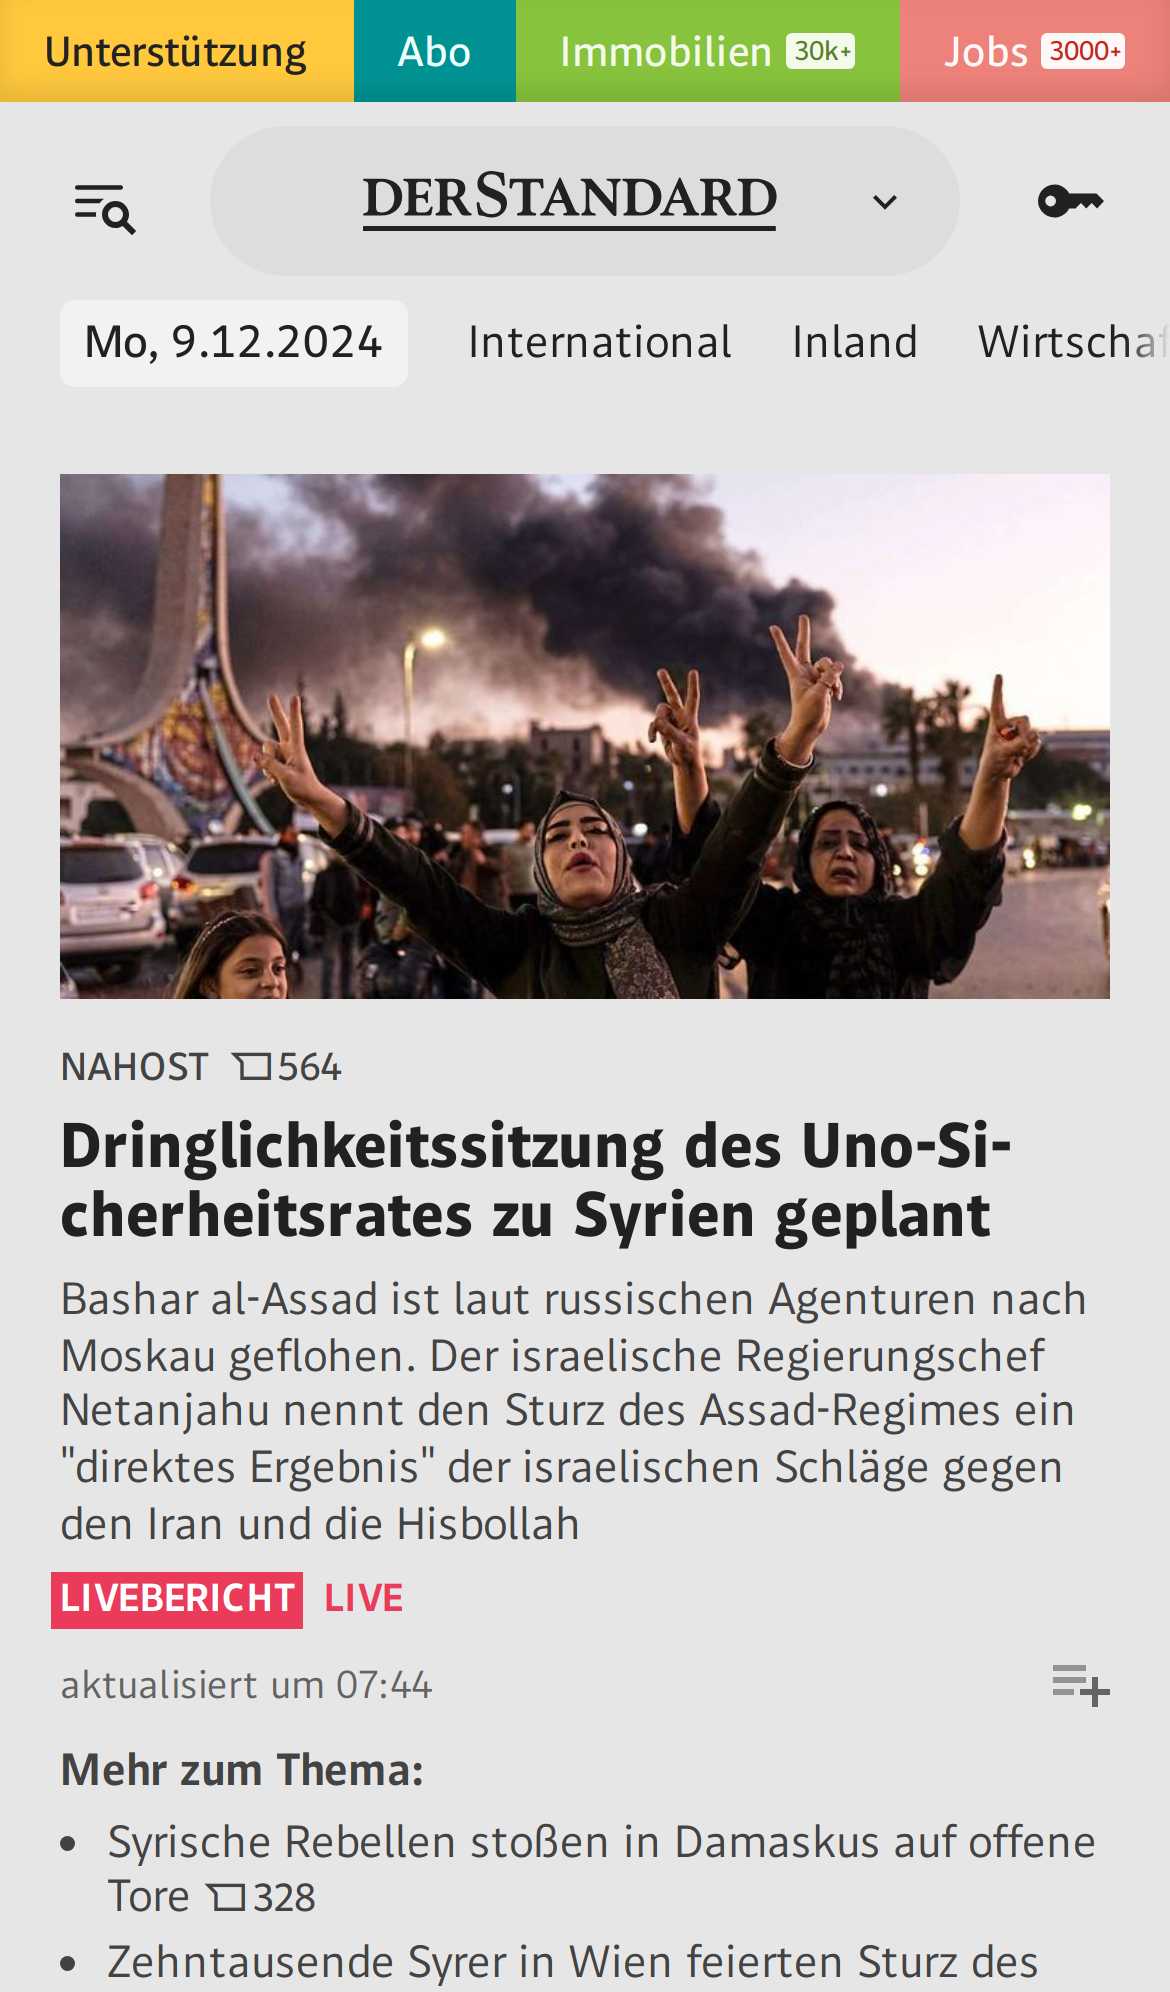 Unterstützung
Abo
Immobilien 30k+
Jobs 3000+
DERSTANDARD
Mo, 9.12.2024
International
Inland
Wirtschaf
NAHOST 564
Dringlichkeitssitzung des Uno-Si-
cherheitsrates zu Syrien geplant
Bashar al-Assad ist laut russischen Agenturen nach
Moskau geflohen. Der israelische Regierungschef
Netanjahu nennt den Sturz des Assad-Regimes ein
"direktes Ergebnis" der israelischen Schläge gegen
den Iran und die Hisbollah
LIVEBERICHT LIVE
aktualisiert um 07:44
Mehr zum Thema:
• Syrische Rebellen stoßen in Damaskus auf offene
Tore 328
• Zehntausende Syrer in Wien feierten Sturz des